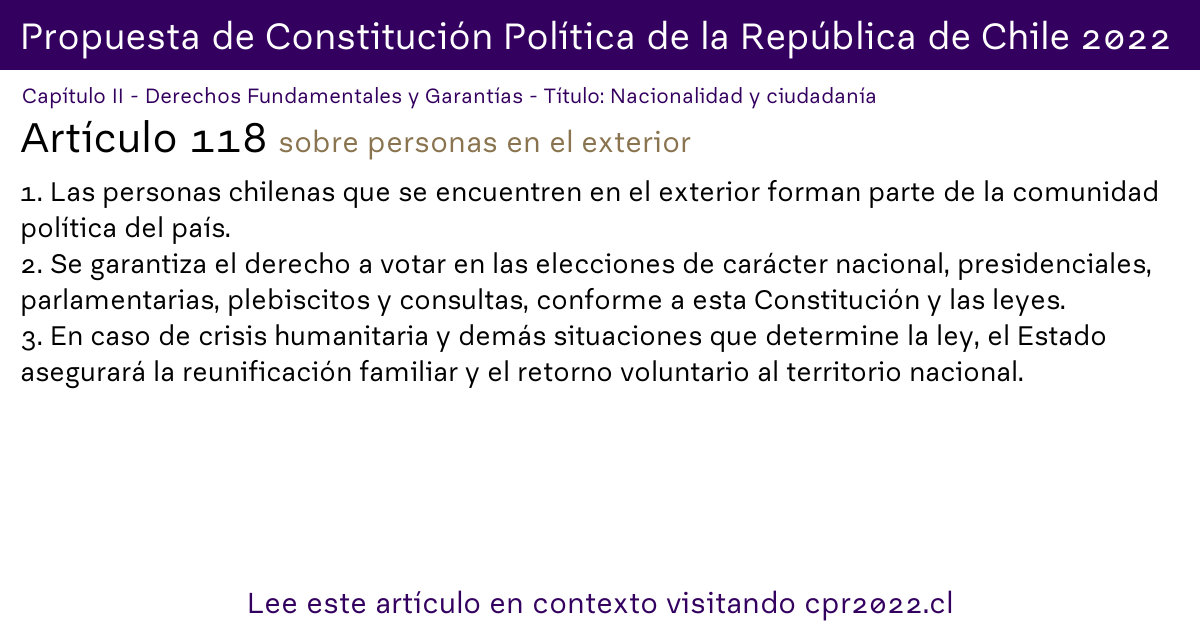 Propuesta de Constitución Política de la República de Chile 2022
Capítulo II - Derechos Fundamentales y Garantías - Título: Nacionalidad y ciudadanía
Artículo 118 sobre personas en el exterior
1. Las personas chilenas que se encuentren en el exterior forman parte de la comunidad
política del país.
2. Se garantiza el derecho a votar en las elecciones de carácter nacional, presidenciales,
parlamentarias, plebiscitos y consultas, conforme a esta Constitución y las leyes.
3. En caso de crisis humanitaria y demás situaciones que determine la ley, el Estado
asegurará la reunificación familiar y el retorno voluntario al territorio nacional.
Lee este artículo en contexto visitando cpr2022.cl